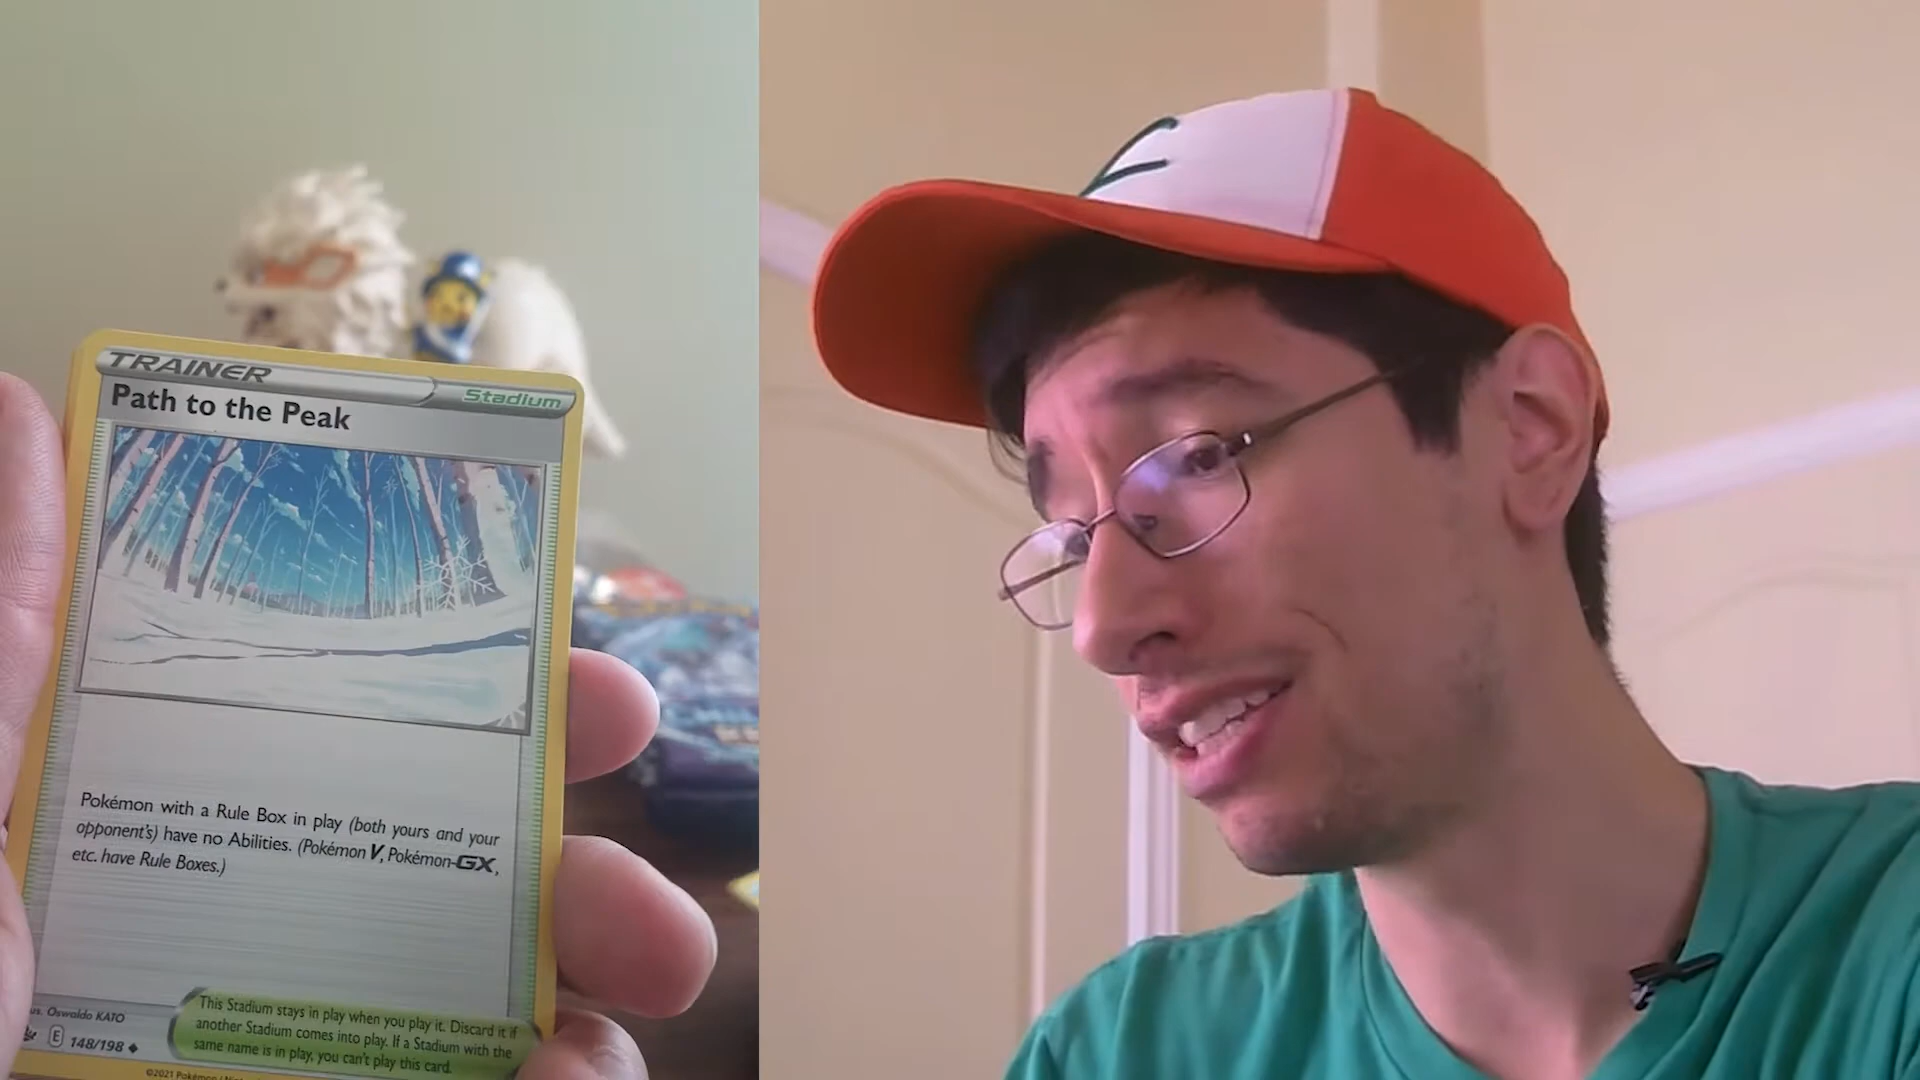 TRAINER
Stadium
Path to the Peak
Pokémon with a Rule Box in play (both yours and your
opponent's) have no Abilities. (Pokémon V, Pokémon-GX,
etc. have Rule Boxes.)
This Stadium stays in play when you play it. Discard it if
another Stadium comes into play. If a Stadium with the
same name is in play, you can't play this card.
us. Oswaldo KATO
E 148/198
©2021 Pokémon